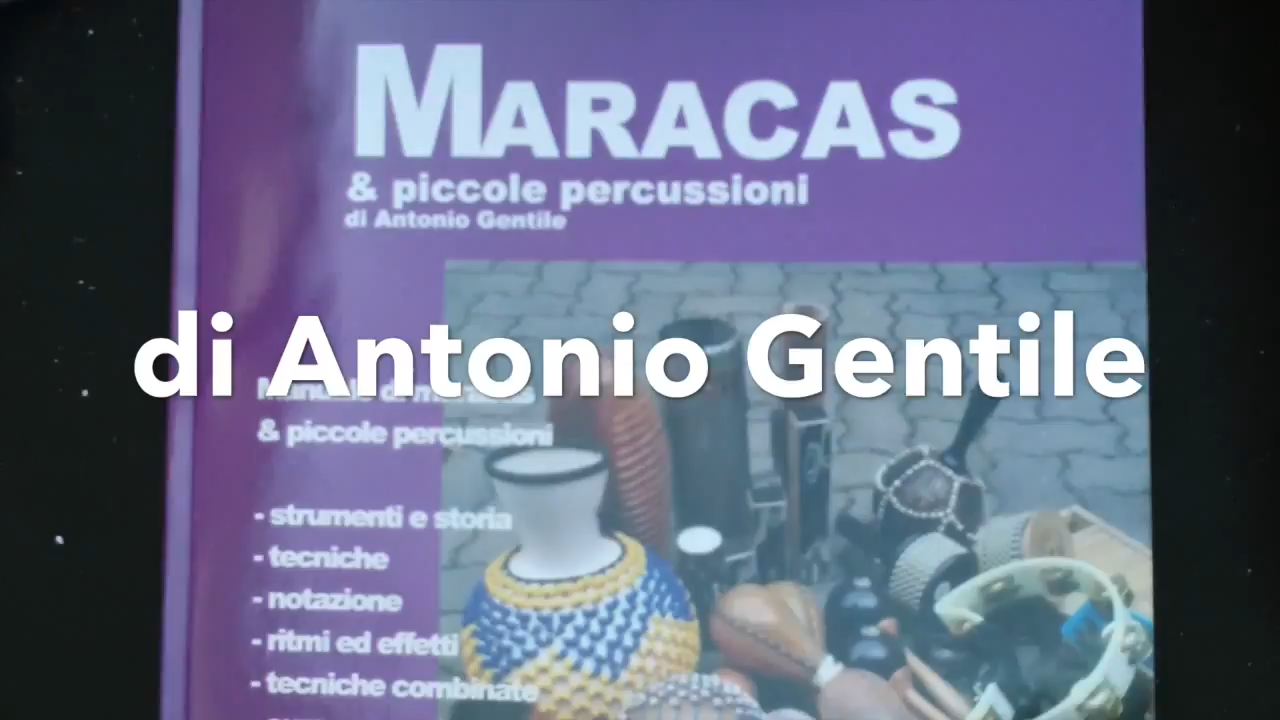 MARACAS
& piccole percussioni
di Antonio Gentile
di Antonio Gentile
& piccole percussioni
- strumenti e storia
- tecniche
- notazione
- ritmi ed effetti
- tecniche combinate